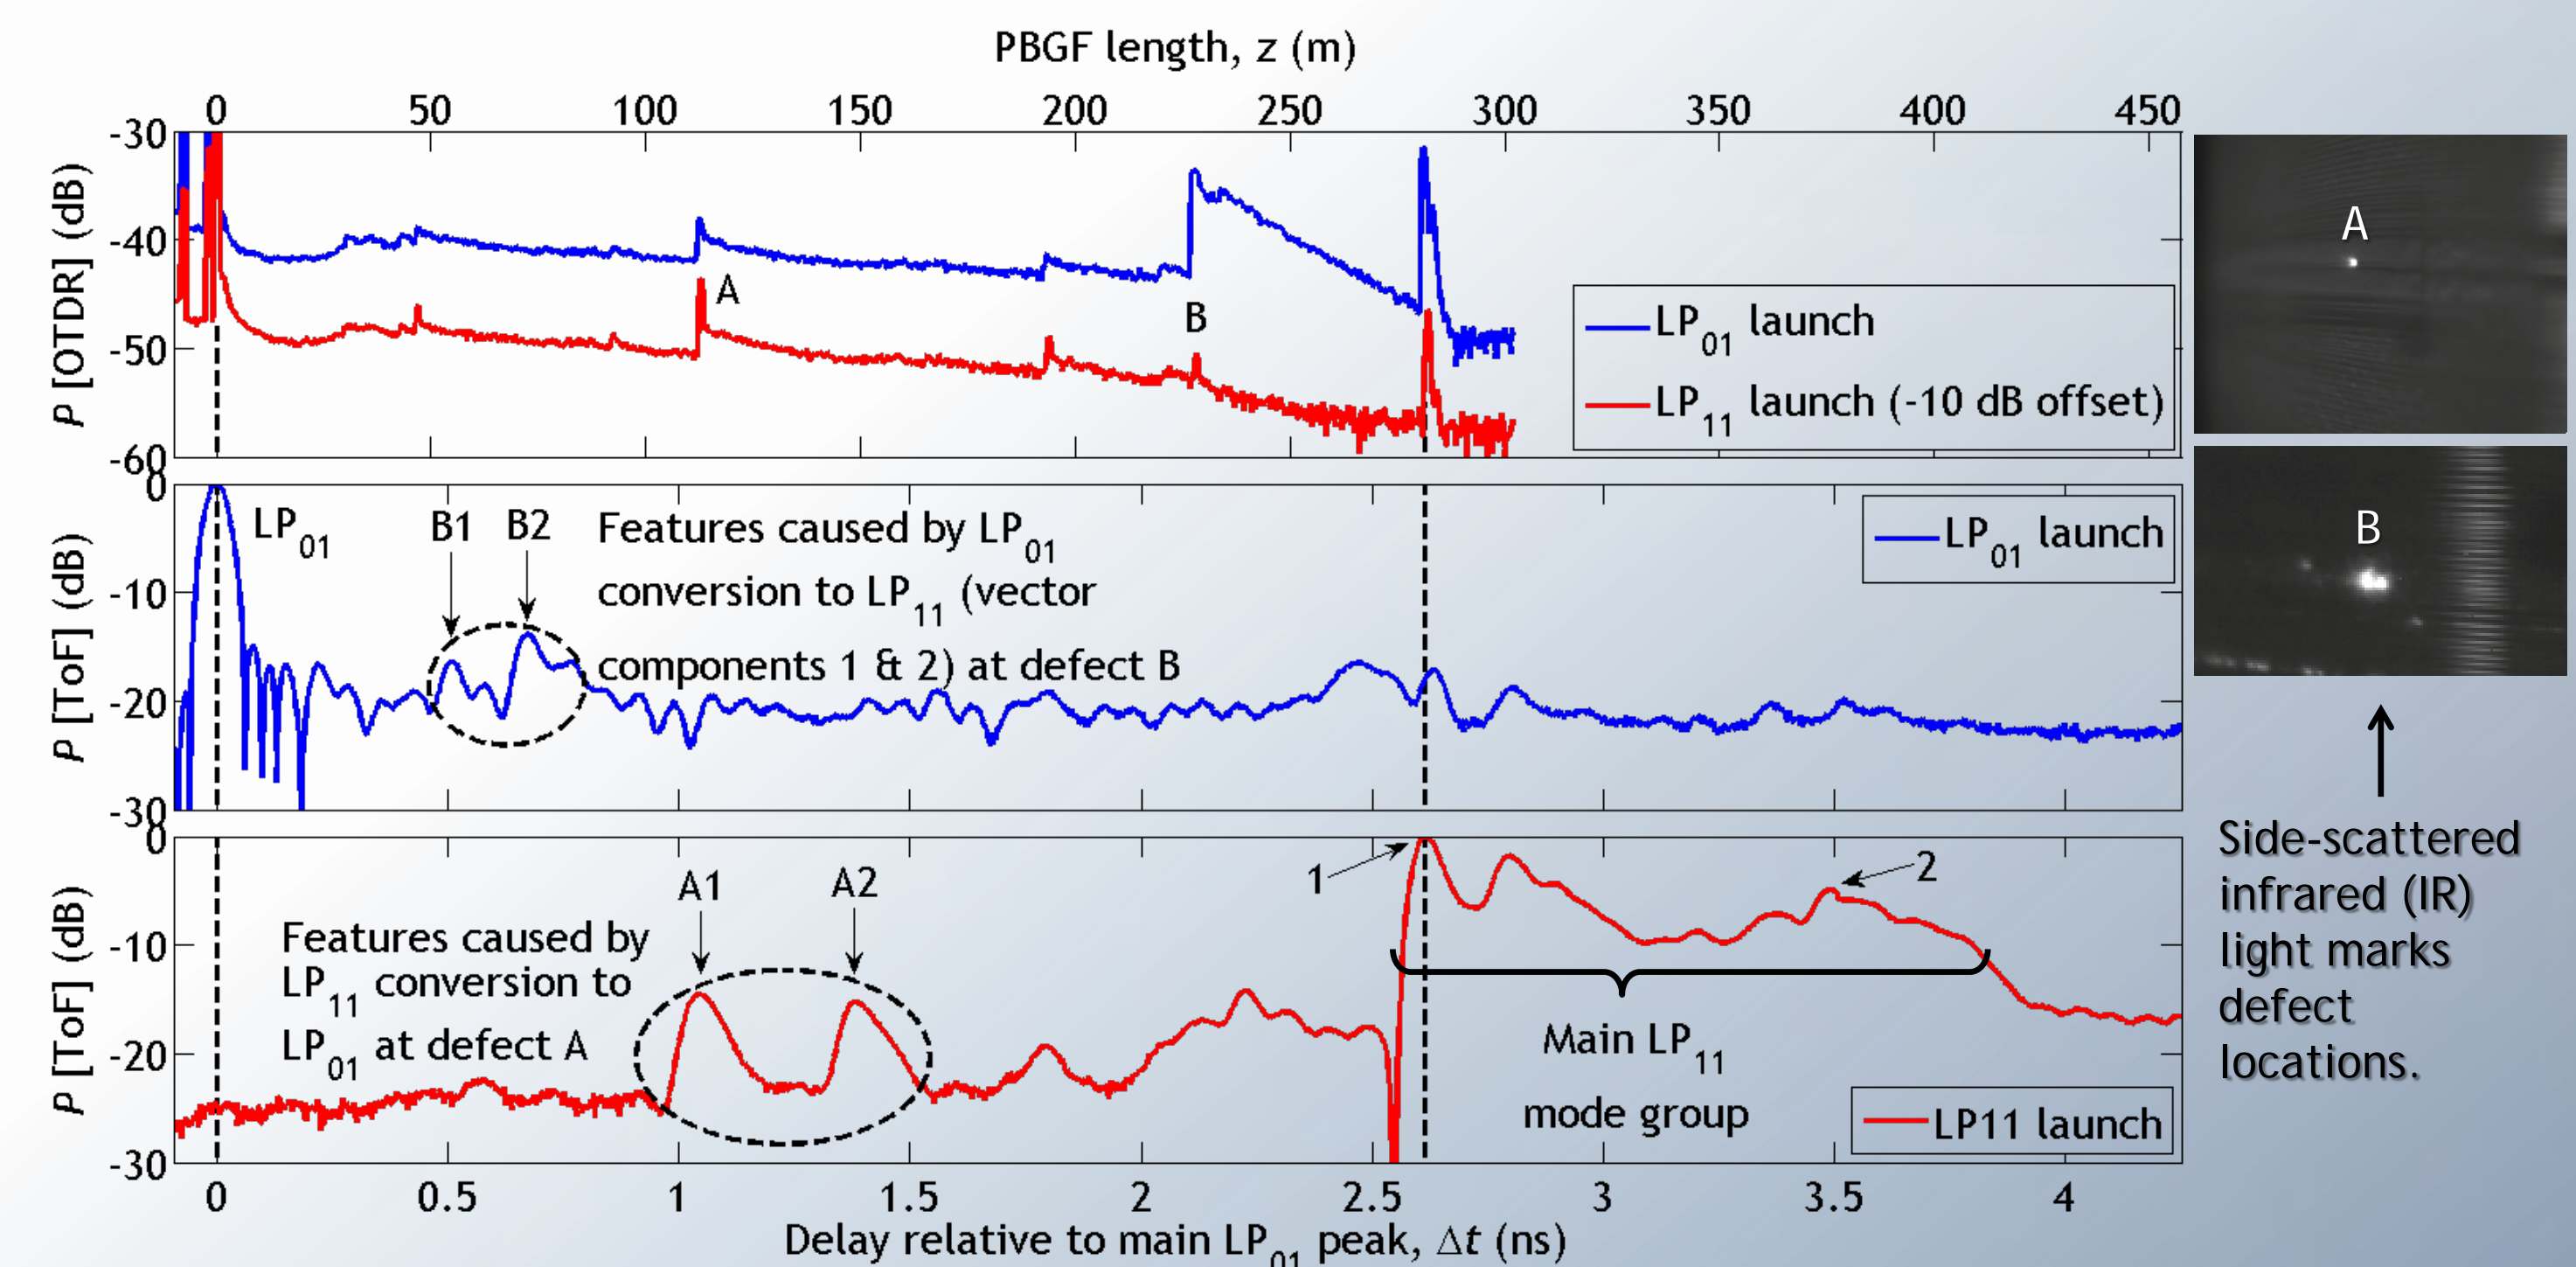 PBGF length, z (m)
0 50 100 150 200 250 300 350 400 450
-30
-40
-50
-60
P [OTDR] (dB)
A
B
LP01 launch
LP11 launch (-10 dB offset)
A
B
0
-10
-20
-30
P [ToF] (dB)
LP01
B1 B2
Features caused by LP01
conversion to LP11 (vector
components 1 & 2) at defect B
LP01 launch
0
-10
-20
-30
P [ToF] (dB)
Features caused by
LP11 conversion to
LP01 at defect A
A1 A2
1
2
Main LP11
mode group
LP11 launch
0 0.5 1 1.5 2 2.5 3 3.5 4
Delay relative to main LP01 peak, Δt (ns)
Side-scattered
infrared (IR)
light marks
defect
locations.